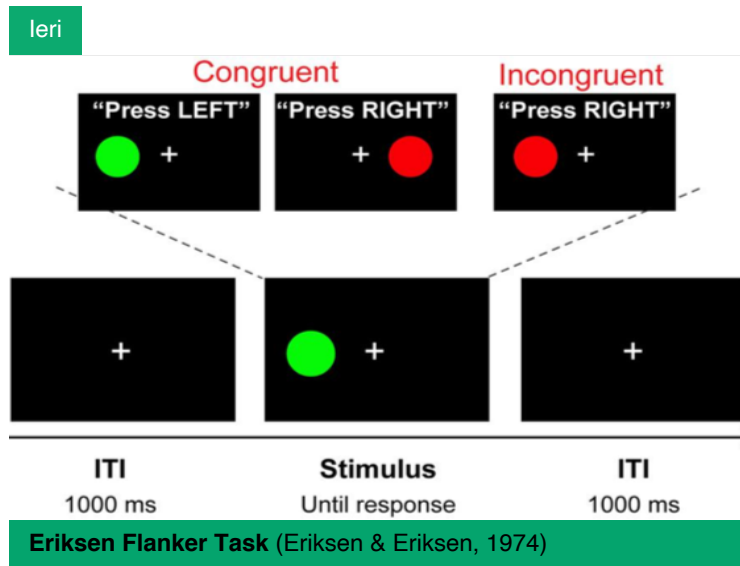 Ieri
Congruent Incongruent
“Press LEFT” “Press RIGHT” “Press RIGHT”
+ + +
+ + +
ITI Stimulus ITI
1000 ms Until response 1000 ms
Eriksen Flanker Task (Eriksen & Eriksen, 1974)